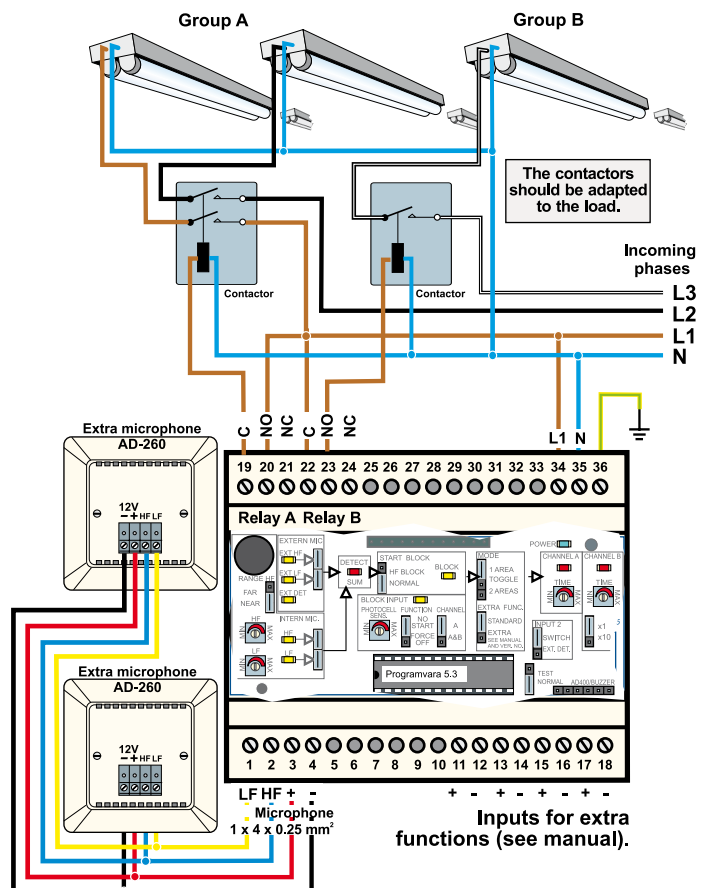 Group A
Group B
The contactors
should be adapted
to the load.
Contactor
Contactor
Incoming
phases
L3
L2
L1
N
C NO NC C NO NC
L1 N
Extra microphone
AD-260
12V
− + HF LF
Extra microphone
AD-260
12V
− + HF LF
19 20 21 22 23 24 25 26 27 28 29 30 31 32 33 34 35 36
Relay A Relay B
EXTERN MIC
EXT HF
EXT LF
EXT DET
RANGE HF
FAR
NEAR
HF
MIN MAX
LF
MIN MAX
INTERN MIC.
HF
LF
DETECT
SUM
START BLOCK
HF BLOCK
NORMAL
BLOCK
BLOCK INPUT
PHOTOCELL
SENS.
MIN MAX
FUNCTION
NO
START
FORCE
OFF
CHANNEL
A
A&B
MODE
1 AREA
TOGGLE
2 AREAS
EXTRA FUNC.
STANDARD
EXTRA
SEE MANUAL
AND VER. NO.
POWER
CHANNEL A
TIME
MIN MAX
CHANNEL B
TIME
MIN MAX
INPUT 2
SWITCH
EXT. DET.
x1
x10
TEST
NORMAL
AD400/BUZZER
Programvara 5.3
1 2 3 4 5 6 7 8 9 10 11 12 13 14 15 16 17 18
LF HF + -
+ - + - + - + -
Microphone
1 x 4 x 0.25 mm²
Inputs for extra
functions (see manual).